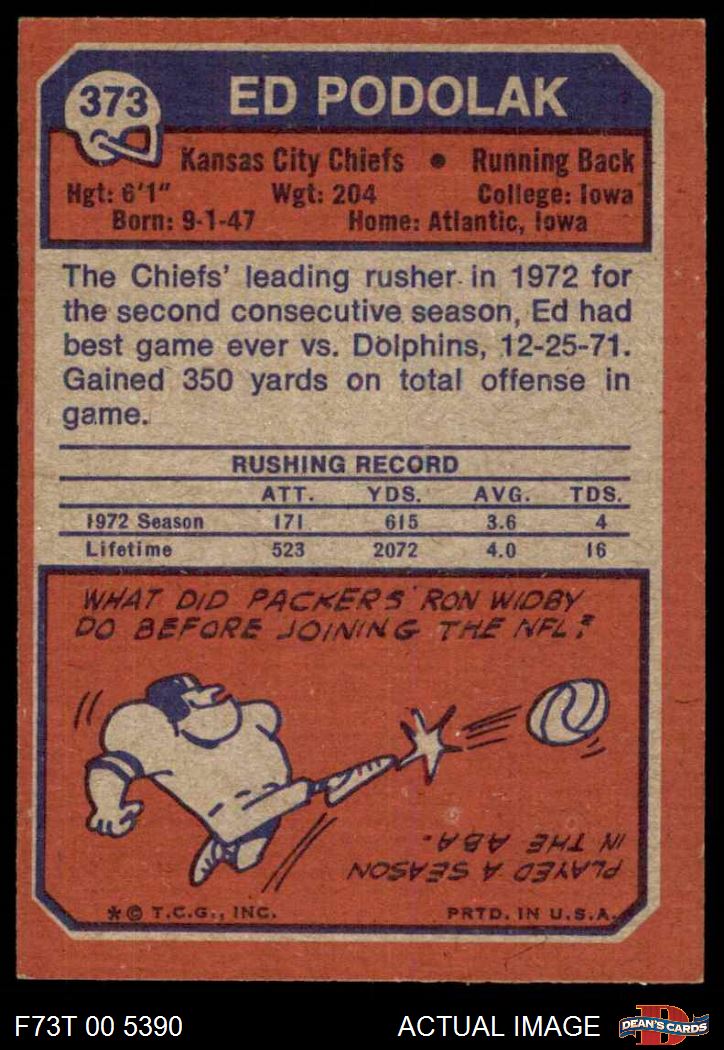 373
ED PODOLAK
Kansas City Chiefs • Running Back
Hgt: 6'1" Wgt: 204 College: Iowa
Born: 9-1-47 Home: Atlantic, Iowa
The Chiefs' leading rusher in 1972 for
the second consecutive season, Ed had
best game ever vs. Dolphins, 12-25-71.
Gained 350 yards on total offense in
game.
RUSHING RECORD
ATT. YDS. AVG. TDS.
1972 Season 171 615 3.6 4
Lifetime 523 2072 4.0 16
WHAT DID PACKERS' RON WIDBY
DO BEFORE JOINING THE NFL?
PLAYED A SEASON
IN THE ABA.
*© T.C.G., INC. PRTD. IN U.S.A.
F73T 00 5390 ACTUAL IMAGE
D
DEAN'S CARDS